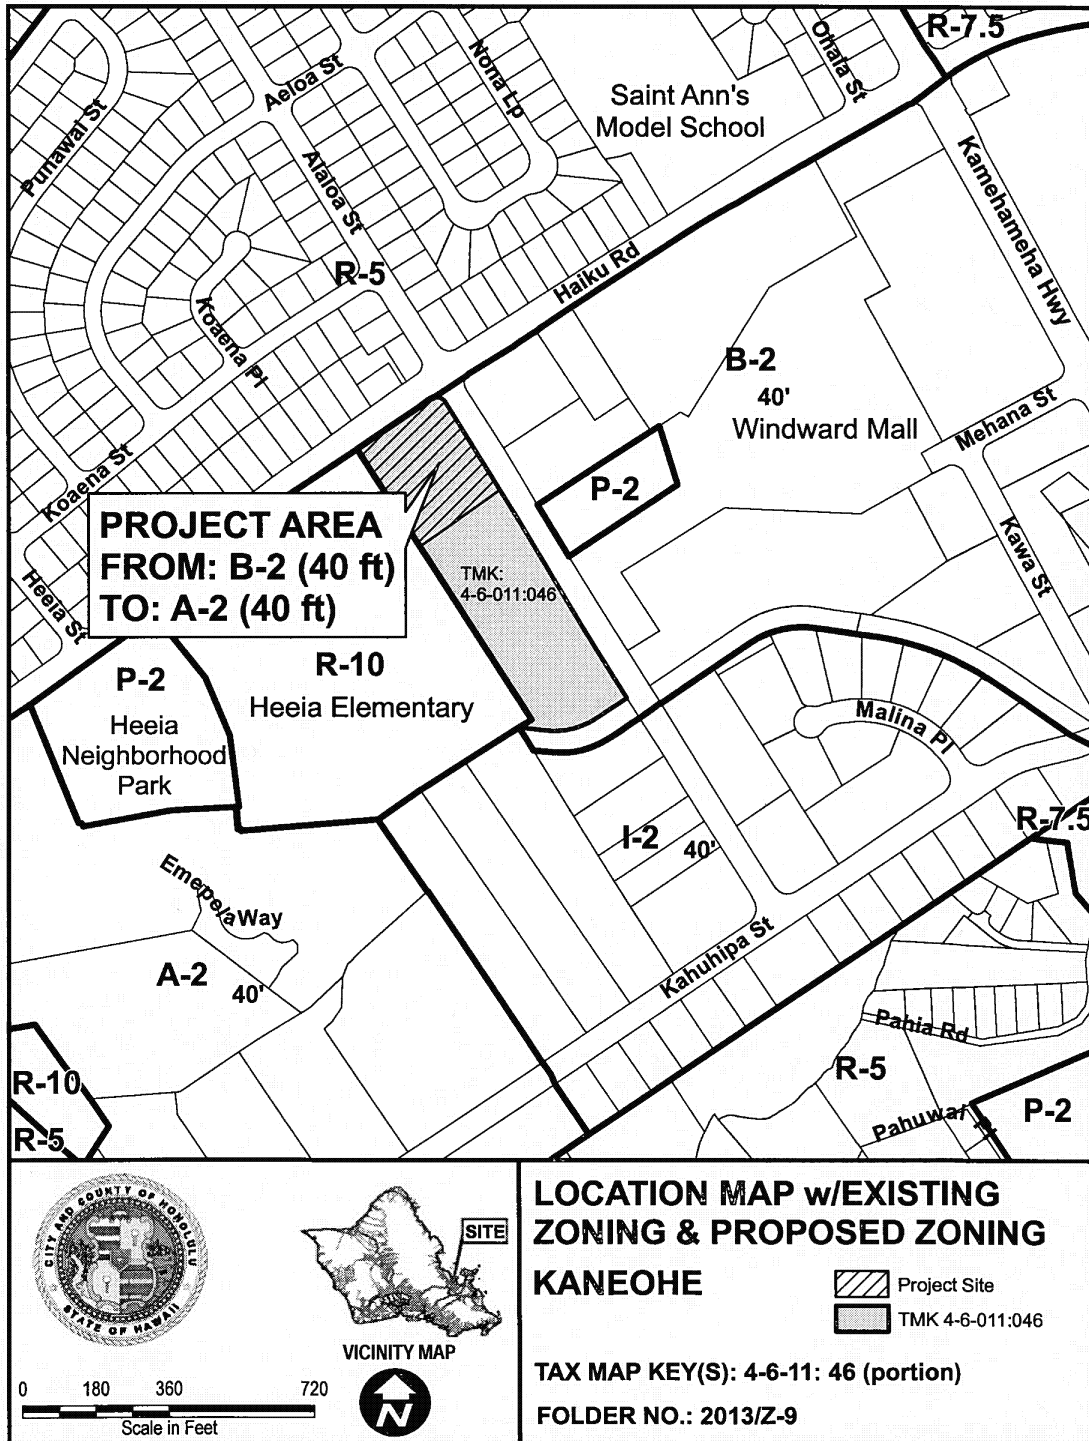 R-7.5
Ohala St
Nona Lp
Aeloa St
Saint Ann's
Model School
Punawai St
Alaloa St
Kamehameha Hwy
R-5
Haiku Rd
Koaena Pl
B-2
40'
Windward Mall
Mehana St
Koaena St
P-2
PROJECT AREA
FROM: B-2 (40 ft)
TO: A-2 (40 ft)
TMK:
4-6-011:046
Kawa St
Heeia St
R-10
Heeia Elementary
P-2
Heeia
Neighborhood
Park
Malina Pl
R-7.5
I-2
40'
Emepela Way
Kahuhipa St
A-2
40'
Pahia Rd
R-5
R-10
R-5
Pahuwai Pl
P-2
CITY AND COUNTY OF HONOLULU
STATE OF HAWAII
SITE
VICINITY MAP
0 180 360 720
Scale in Feet
N
LOCATION MAP w/EXISTING
ZONING & PROPOSED ZONING
KANEOHE
Project Site
TMK 4-6-011:046
TAX MAP KEY(S): 4-6-11: 46 (portion)
FOLDER NO.: 2013/Z-9